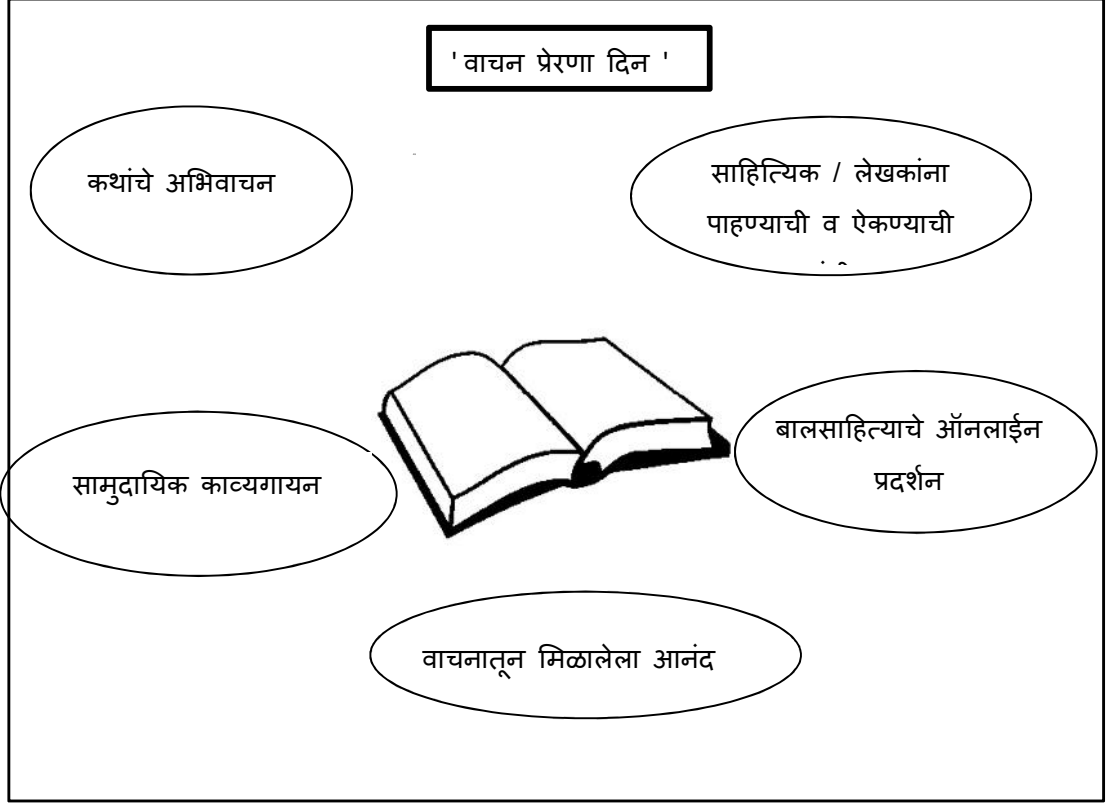 ' वाचन प्रेरणा दिन '
कथांचे अभिवाचन
साहित्यिक / लेखकांना
पाहण्याची व ऐकण्याची
सामुदायिक काव्यगायन
बालसाहित्याचे ऑनलाईन
प्रदर्शन
वाचनातून मिळालेला आनंद